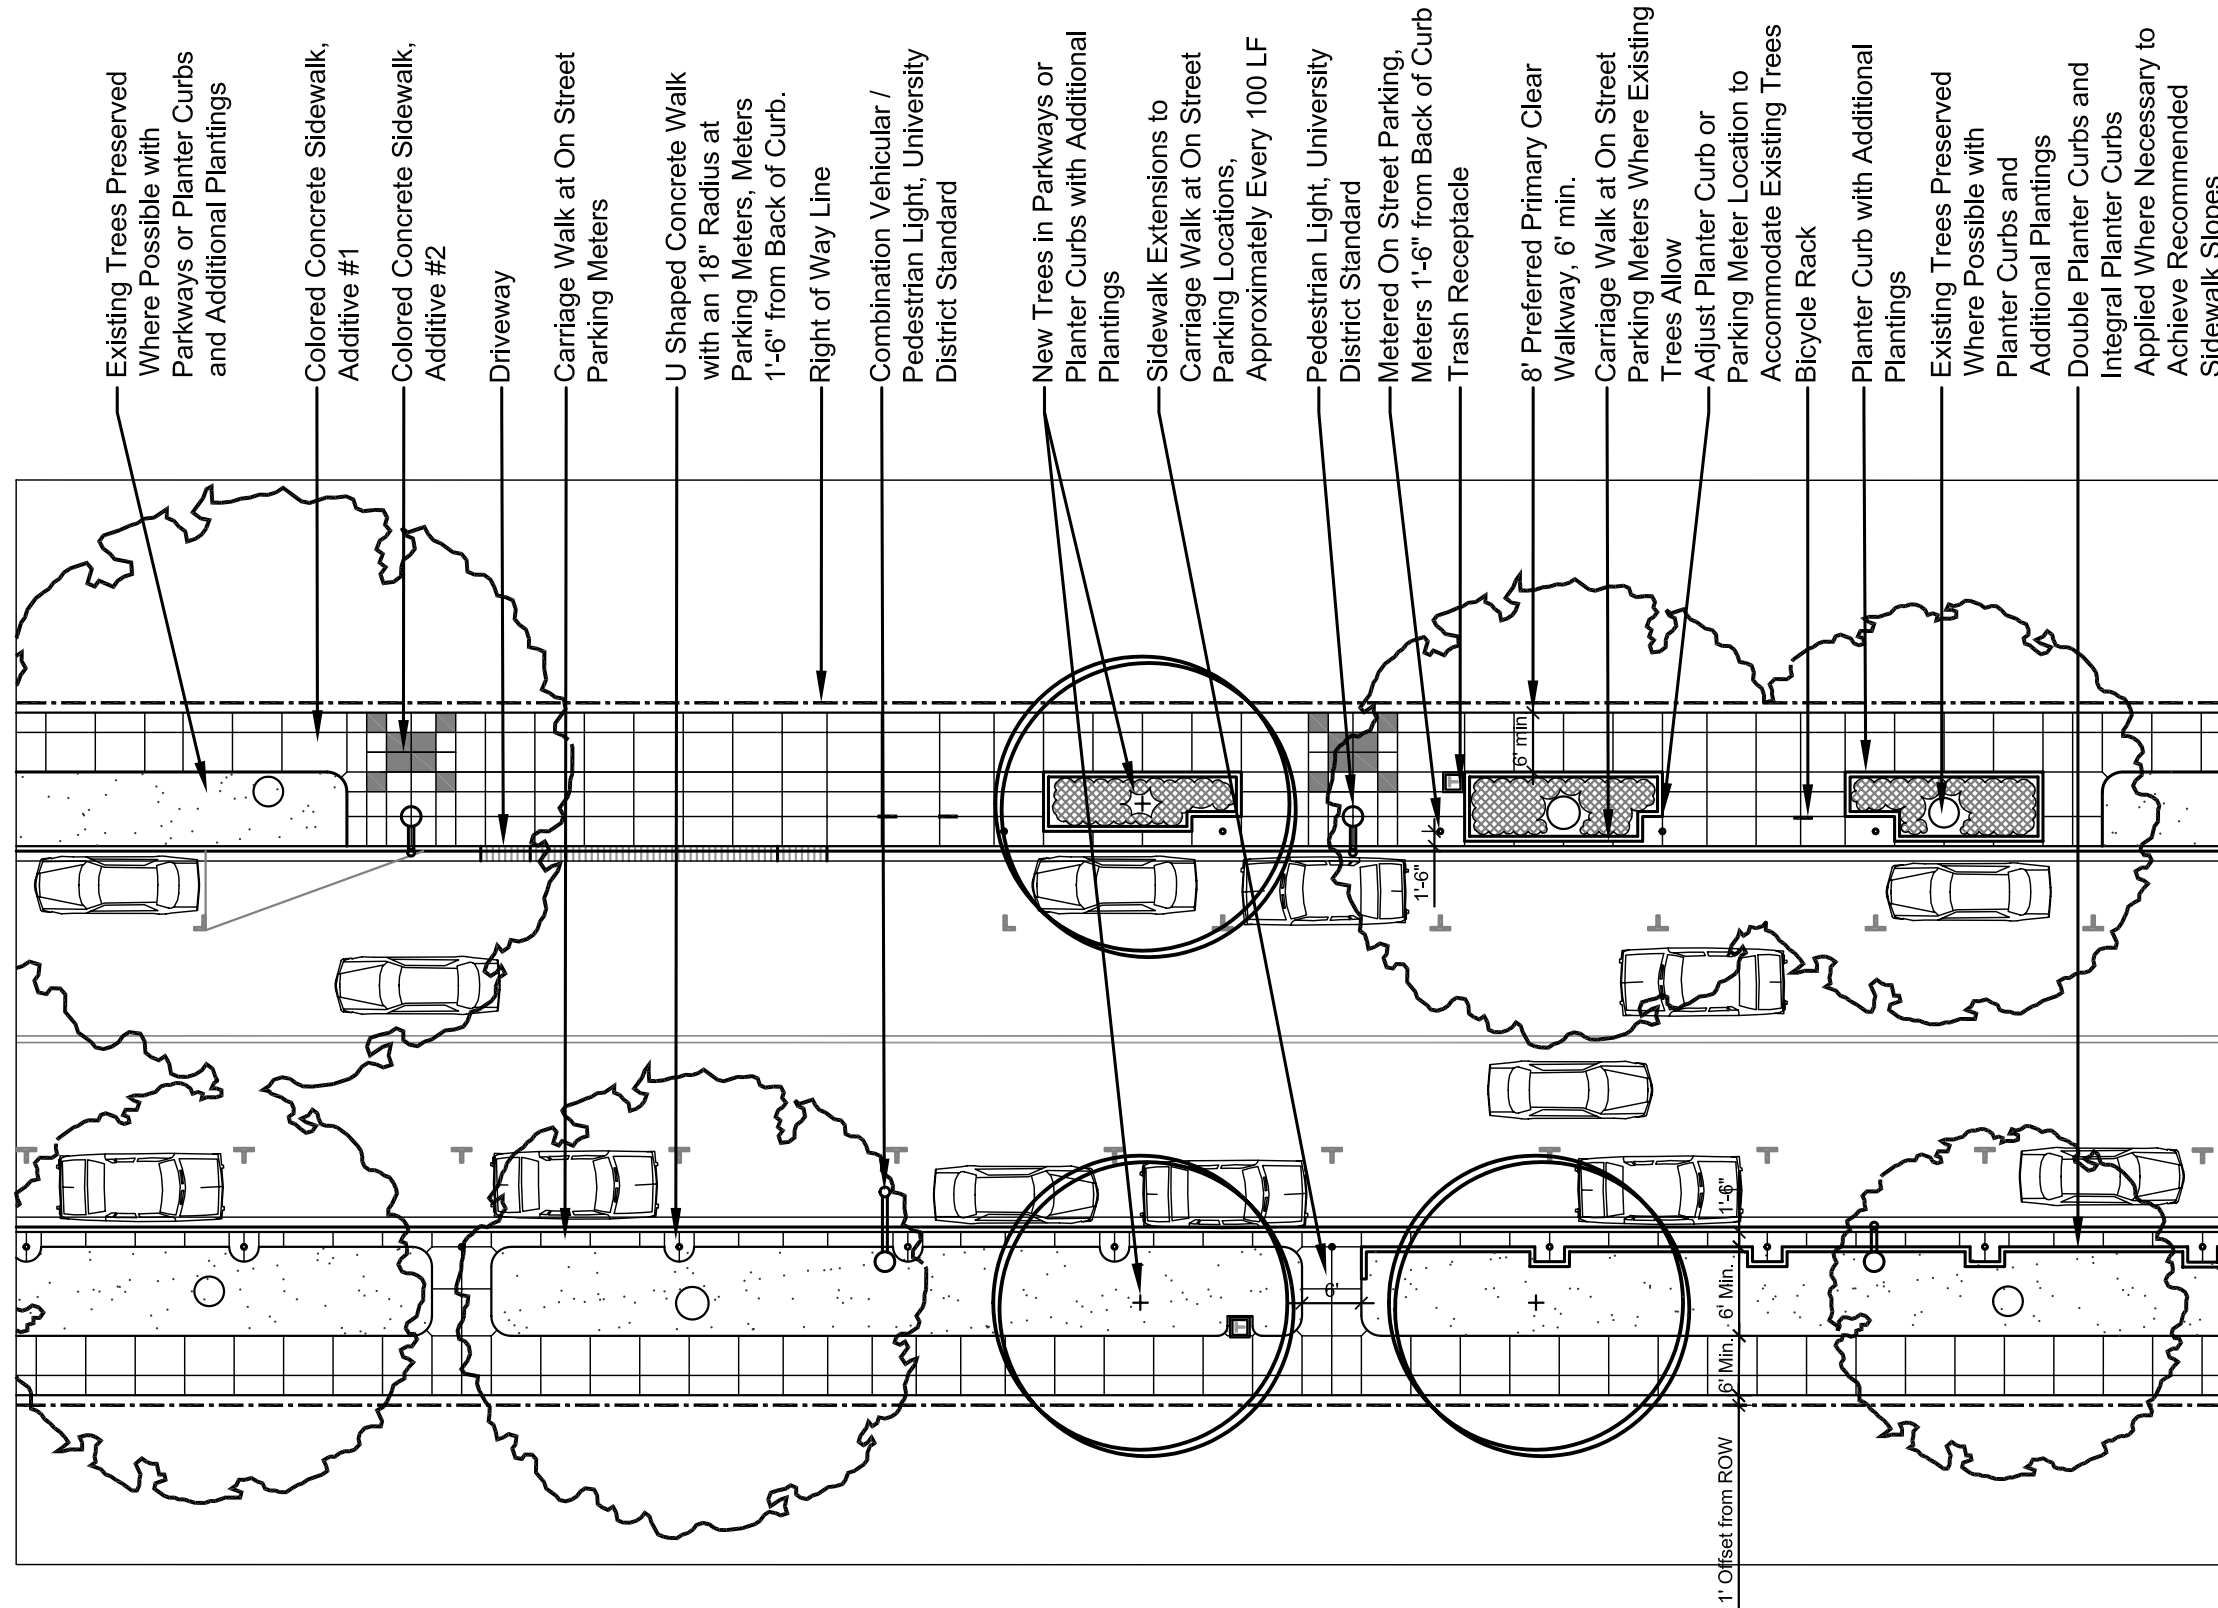 Existing Trees Preserved
Where Possible with
Parkways or Planter Curbs
and Additional Plantings
Colored Concrete Sidewalk,
Additive #1
Colored Concrete Sidewalk,
Additive #2
Driveway
Carriage Walk at On Street
Parking Meters
U Shaped Concrete Walk
with an 18" Radius at
Parking Meters, Meters
1'-6" from Back of Curb.
Right of Way Line
Combination Vehicular /
Pedestrian Light, University
District Standard
New Trees in Parkways or
Planter Curbs with Additional
Plantings
Sidewalk Extensions to
Carriage Walk at On Street
Parking Locations,
Approximately Every 100 LF
Pedestrian Light, University
District Standard
Metered On Street Parking,
Meters 1'-6" from Back of Curb
Trash Receptacle
8' Preferred Primary Clear
Walkway, 6' min.
Carriage Walk at On Street
Parking Meters Where Existing
Trees Allow
Adjust Planter Curb or
Parking Meter Location to
Accommodate Existing Trees
Bicycle Rack
Planter Curb with Additional
Plantings
Existing Trees Preserved
Where Possible with
Planter Curbs and
Additional Plantings
Double Planter Curbs and
Integral Planter Curbs
Applied Where Necessary to
Achieve Recommended
Sidewalk Slopes
6' min
1'-6"
6'
1'-6"
6' Min.
6' Min.
1' Offset from ROW